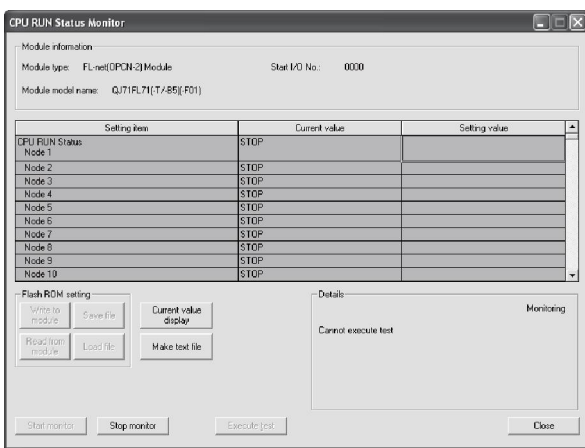 CPU RUN Status Monitor
Module information
Module type: FL-net(OPCN-2) Module Start I/O No.: 0000
Module model name: QJ71FL71(-T/-B5)(-F01)
Setting item Current value Setting value
CPU RUN Status STOP
Node 1
Node 2 STOP
Node 3 STOP
Node 4 STOP
Node 5 STOP
Node 6 STOP
Node 7 STOP
Node 8 STOP
Node 9 STOP
Node 10 STOP
Flash ROM setting
Write to module
Save file
Current value display
Read from module
Load file
Make text file
Details
Monitoring
Cannot execute test
Start monitor Stop monitor Execute test Close